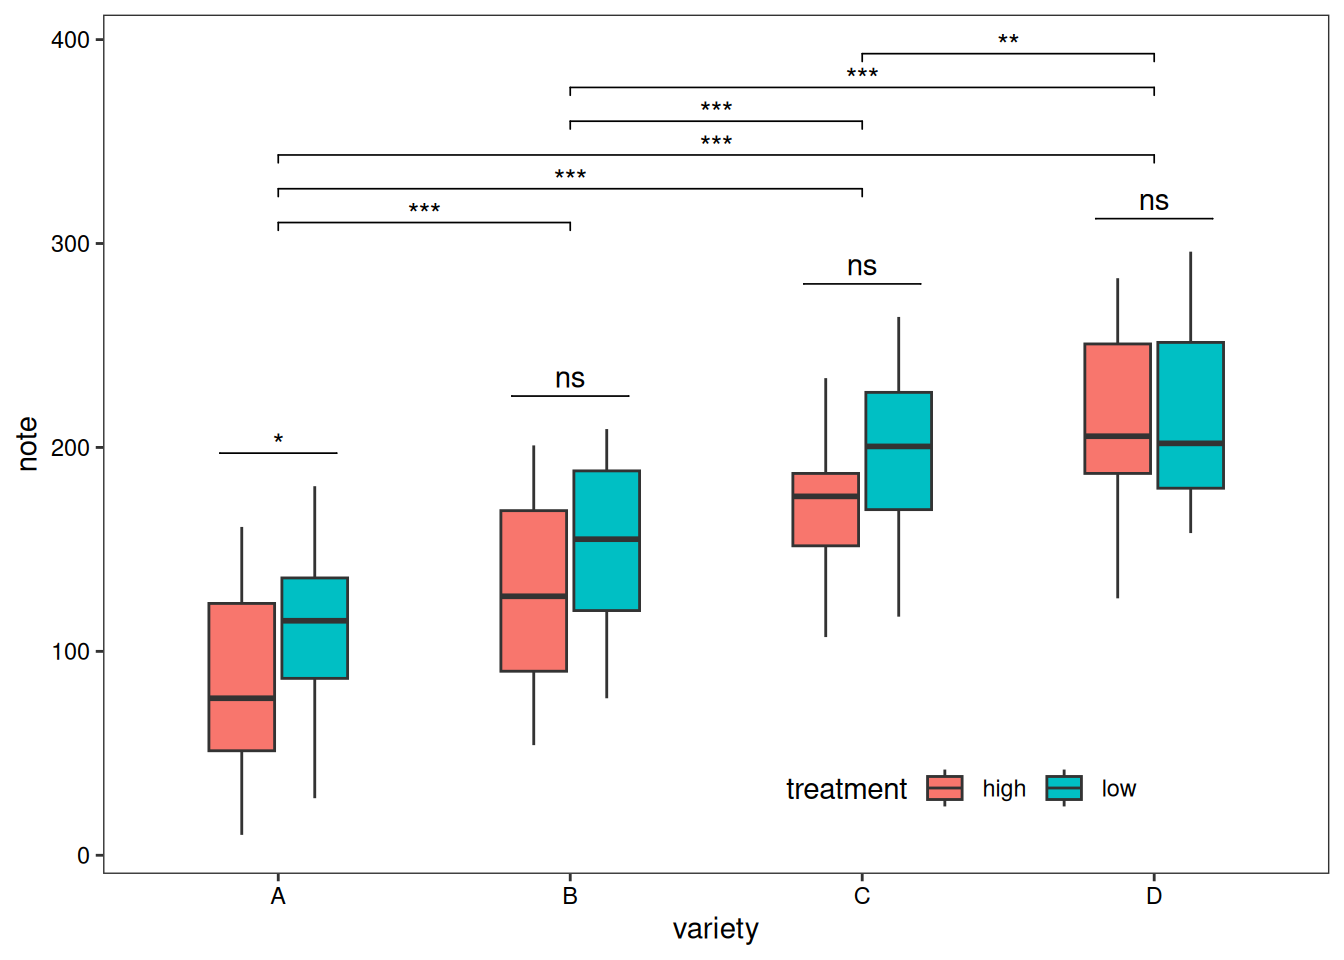 400
**
***
***
***
***
***
ns
300
ns
ns
*
200
note
100
treatment high low
0
A B C D
variety